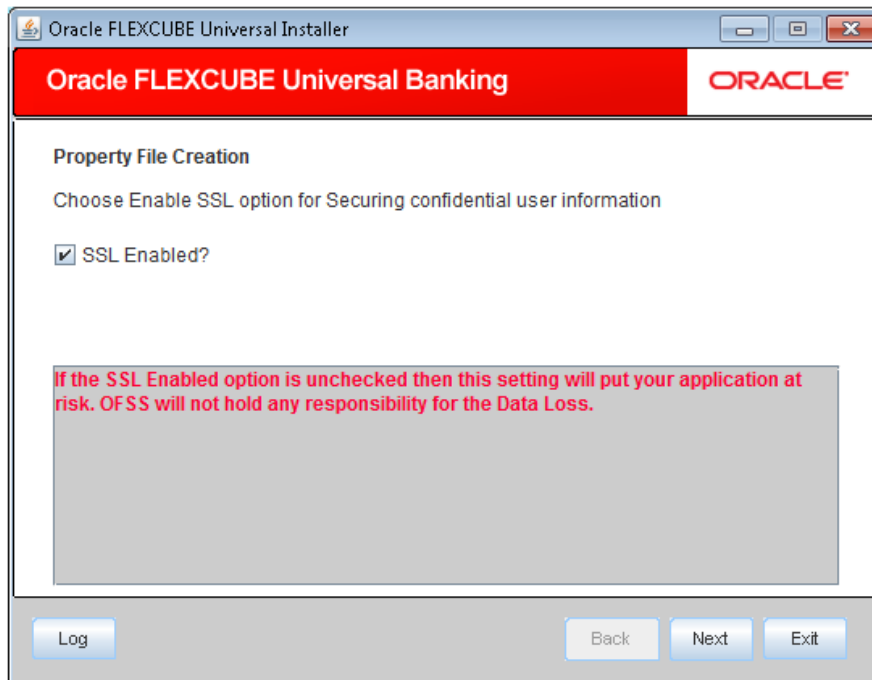 Oracle FLEXCUBE Universal Installer
Oracle FLEXCUBE Universal Banking
ORACLE
Property File Creation
Choose Enable SSL option for Securing confidential user information
SSL Enabled?
If the SSL Enabled option is unchecked then this setting will put your application at
risk. OFSS will not hold any responsibility for the Data Loss.
Log
Back
Next
Exit